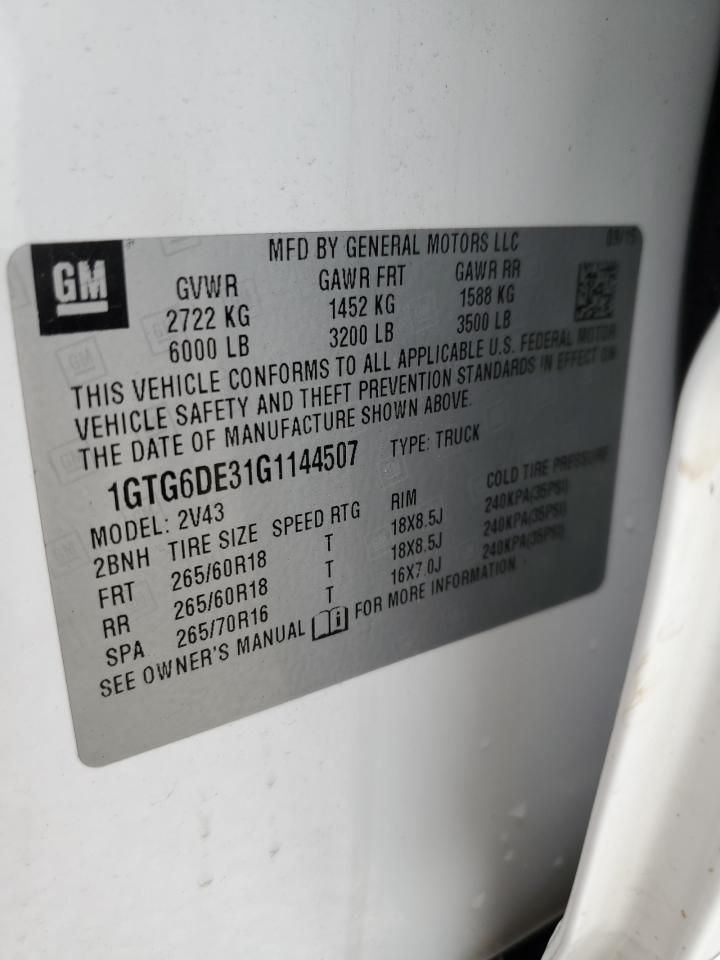 GM
MFD BY GENERAL MOTORS LLC 09/15
GVWR GAWR FRT GAWR RR
2722 KG 1452 KG 1588 KG
6000 LB 3200 LB 3500 LB
THIS VEHICLE CONFORMS TO ALL APPLICABLE U.S. FEDERAL MOTOR
VEHICLE SAFETY AND THEFT PREVENTION STANDARDS IN EFFECT ON
THE DATE OF MANUFACTURE SHOWN ABOVE.
1GTG6DE31G1144507 TYPE: TRUCK
MODEL: 2V43
2BNH TIRE SIZE SPEED RTG RIM COLD TIRE PRESSURE
FRT 265/60R18 T 18X8.5J 240KPA(35PSI)
RR 265/60R18 T 18X8.5J 240KPA(35PSI)
SPA 265/70R16 T 16X7.0J 240KPA(35PSI)
SEE OWNER'S MANUAL FOR MORE INFORMATION.